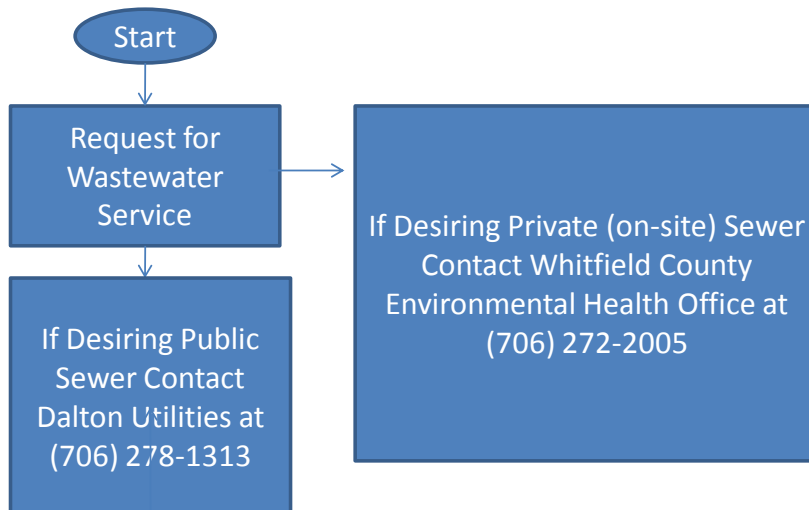 Start
Request for
Wastewater
Service
If Desiring Private (on-site) Sewer
Contact Whitfield County
Environmental Health Office at
(706) 272-2005
If Desiring Public
Sewer Contact
Dalton Utilities at
(706) 278-1313